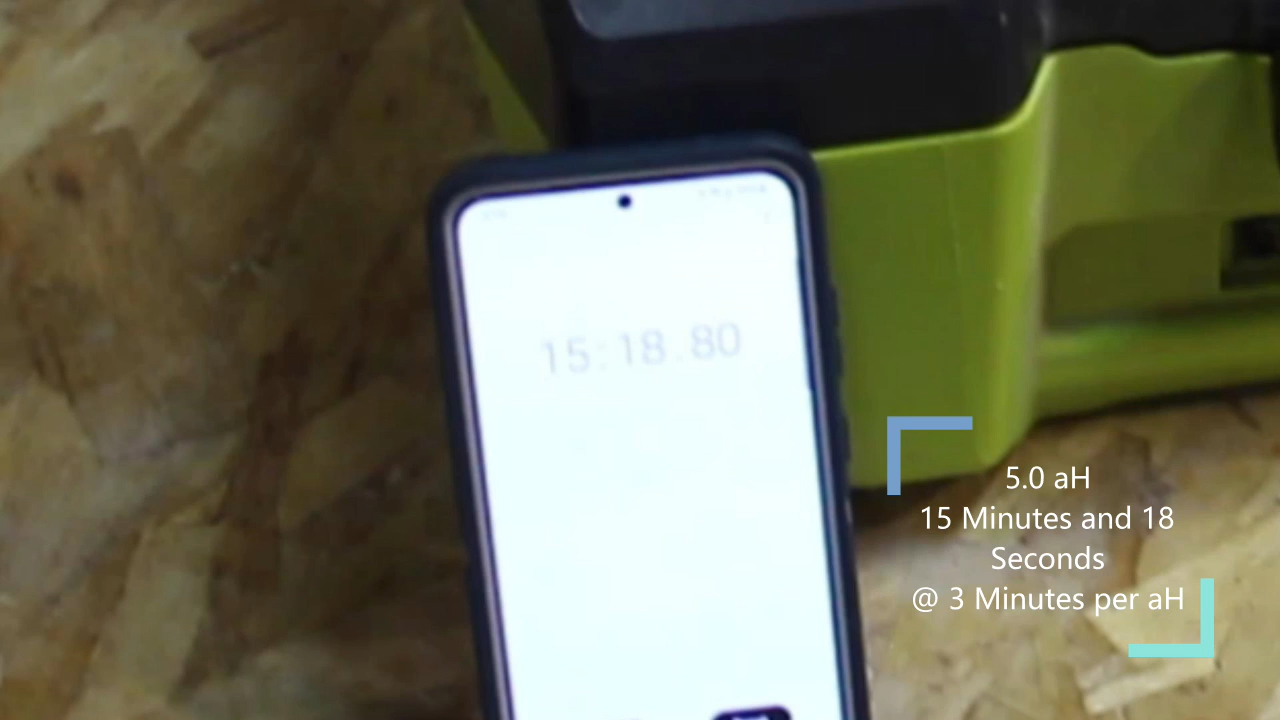 15:18.80
5.0 aH
15 Minutes and 18
Seconds
@ 3 Minutes per aH